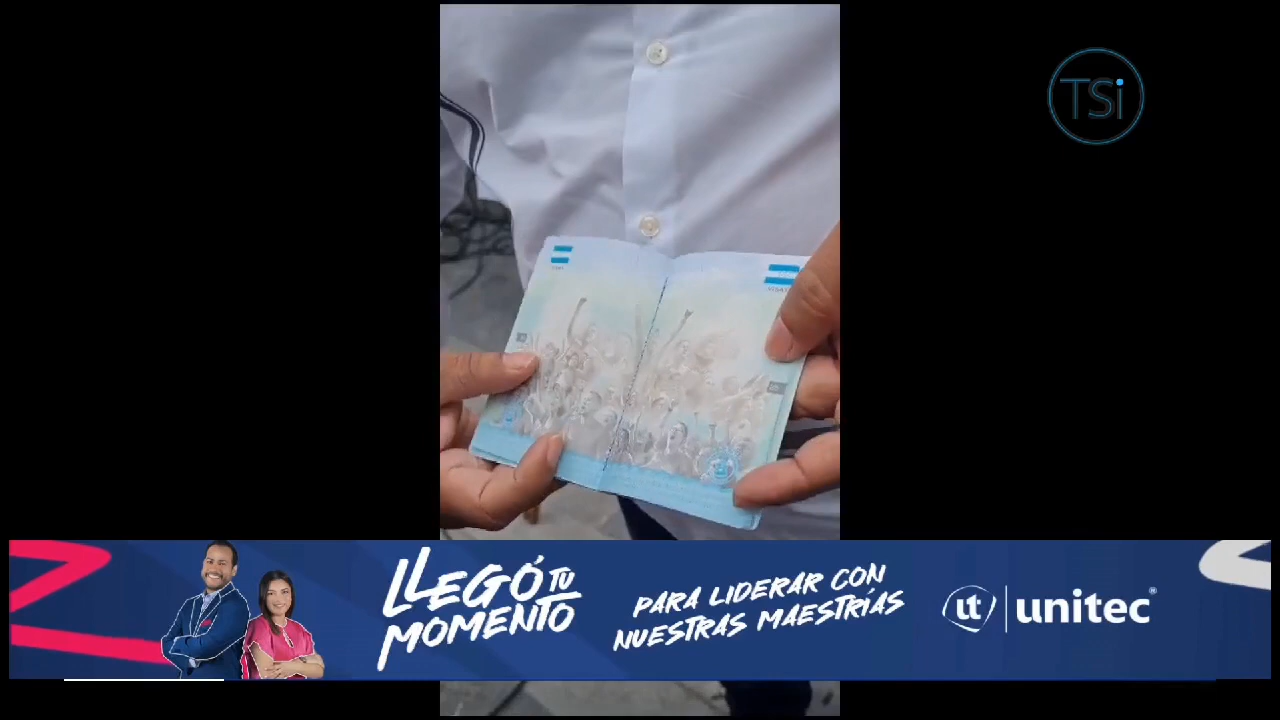 TSi
LLEGÓ TU
MOMENTO
PARA LIDERAR CON
NUESTRAS MAESTRÍAS
ut
unitec®